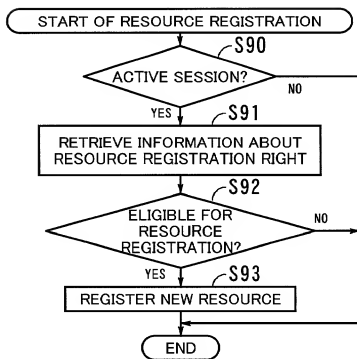 START OF RESOURCE REGISTRATION
S90
ACTIVE SESSION?
NO
YES
S91
RETRIEVE INFORMATION ABOUT
RESOURCE REGISTRATION RIGHT
S92
ELIGIBLE FOR
RESOURCE
REGISTRATION?
NO
YES
S93
REGISTER NEW RESOURCE
END